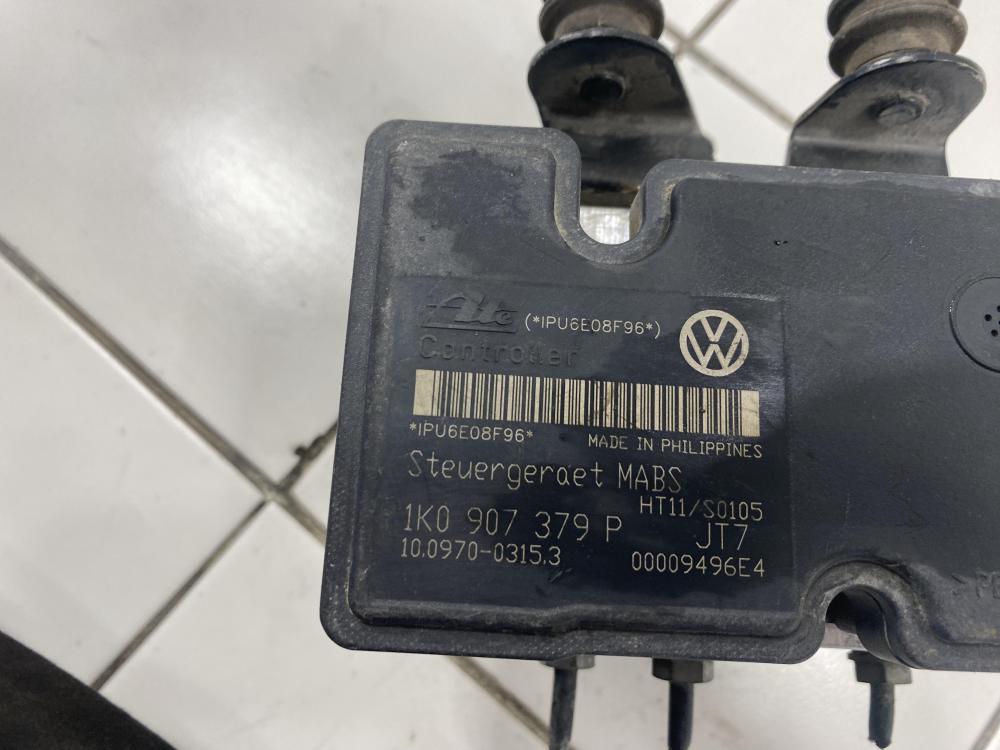 Ate (*IPU6E08F96*)
Controller
*IPU6E08F96* MADE IN PHILIPPINES
Steuergeraet MABS
HT11/S0105
1K0 907 379 P JT7
10.0970-0315.3 00009496E4